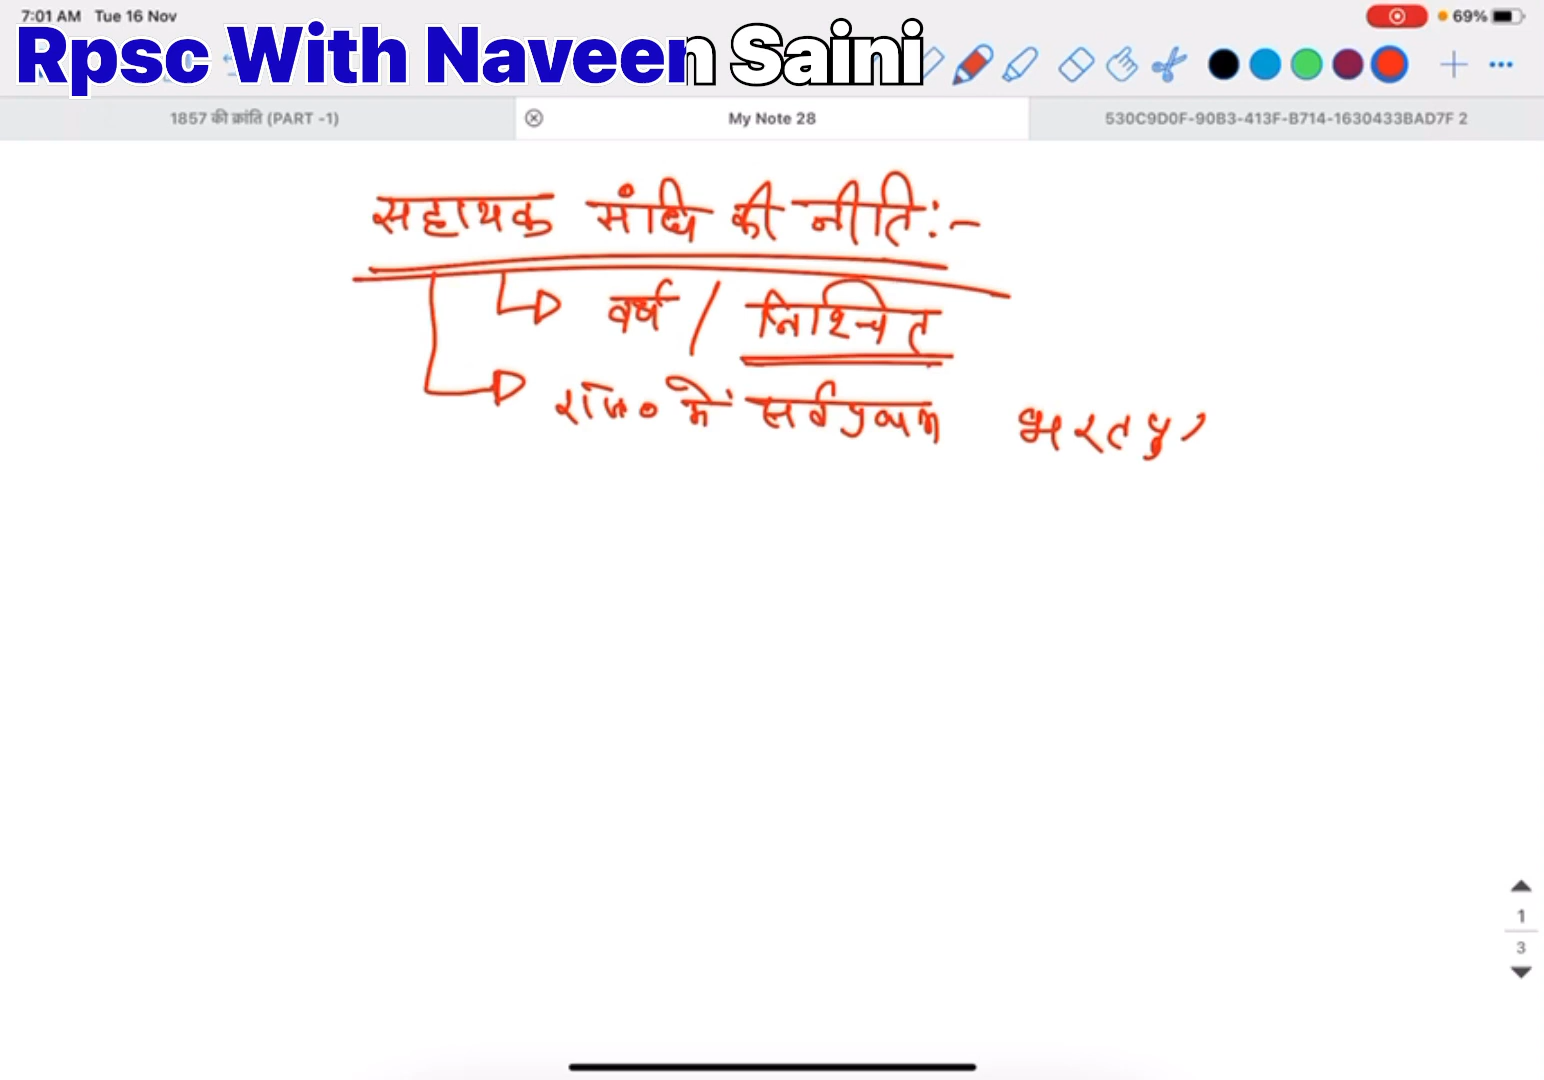 7:01 AM Tue 16 Nov
69%
Rpsc With Naveen Saini
1857 की क्रांति (PART -1)
My Note 28
530C9D0F-90B3-413F-B714-1630433BAD7F 2
सहायक संधि की नीति:-
वर्ष / निश्चित
राज० में सर्वप्रथम भरतपु
1
3